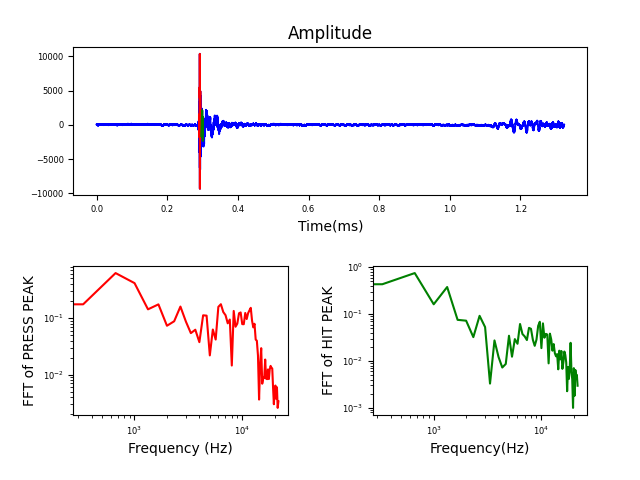 Amplitude
10000
5000
0
−5000
−10000
0.0 0.2 0.4 0.6 0.8 1.0 1.2
Time(ms)
FFT of PRESS PEAK
10⁻¹
10⁻²
10³ 10⁴
Frequency (Hz)
FFT of HIT PEAK
10⁰
10⁻¹
10⁻²
10⁻³
10³ 10⁴
Frequency(Hz)